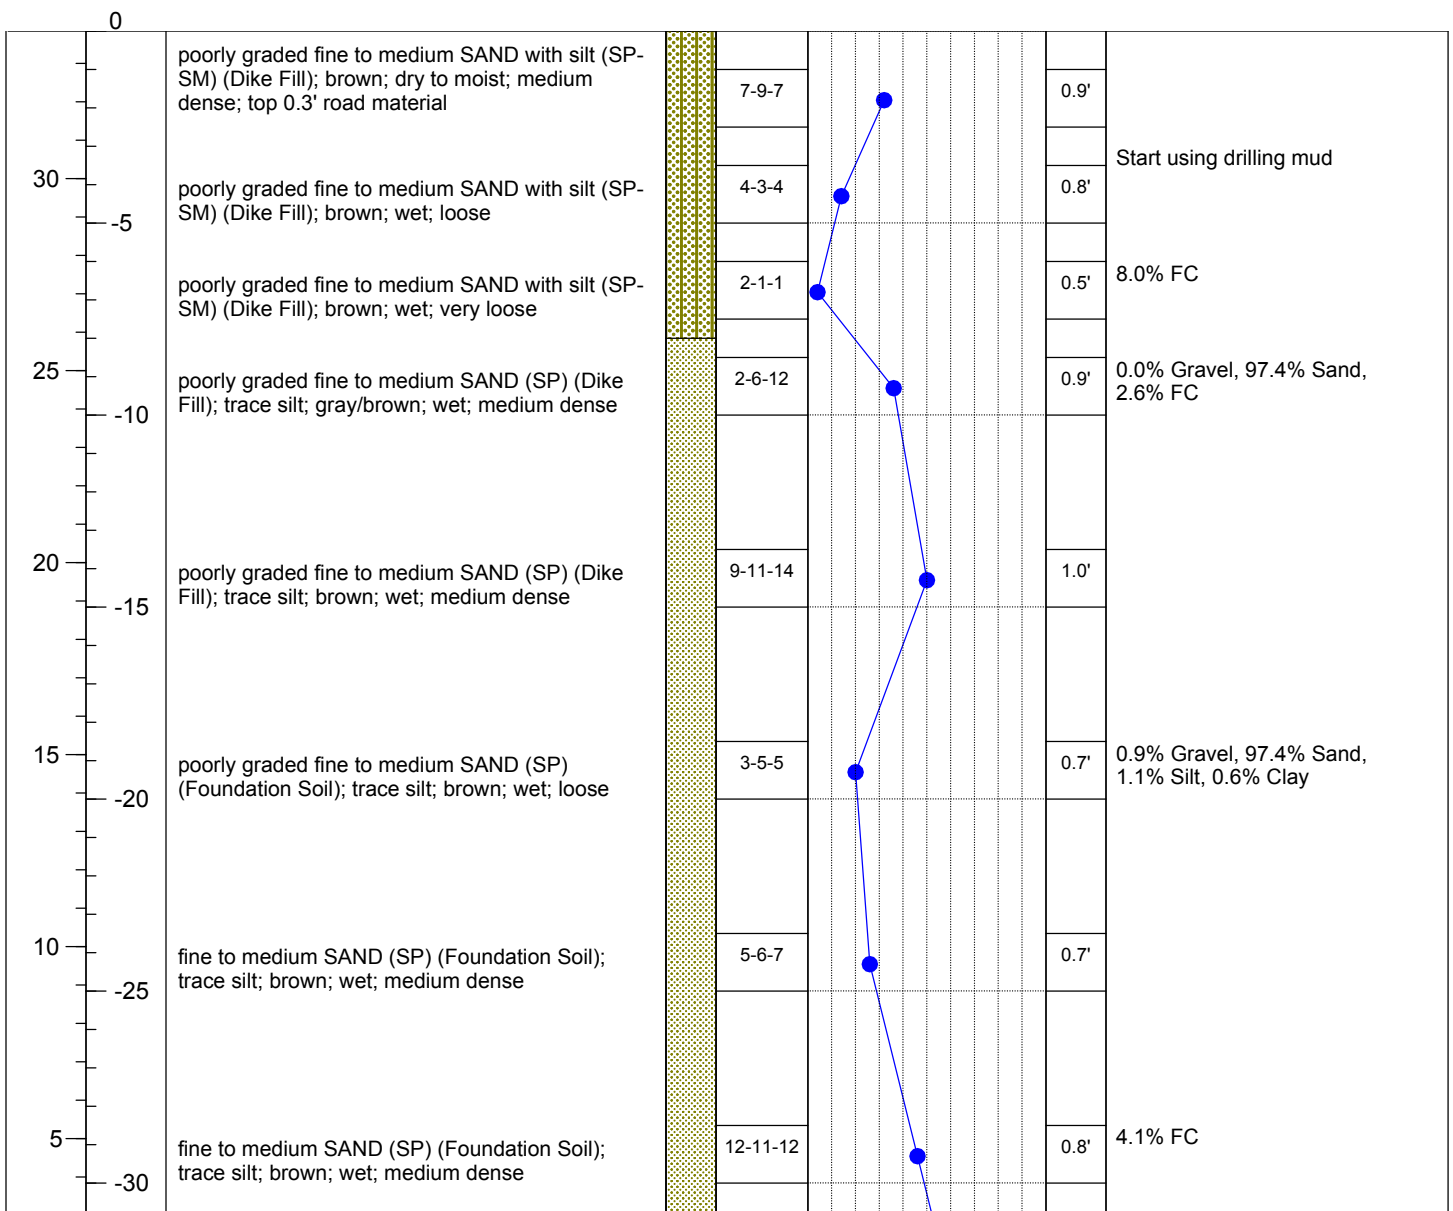 0
poorly graded fine to medium SAND with silt (SP-
SM) (Dike Fill); brown; dry to moist; medium
dense; top 0.3' road material
7-9-7
0.9'
Start using drilling mud
30
poorly graded fine to medium SAND with silt (SP-
SM) (Dike Fill); brown; wet; loose
4-3-4
0.8'
-5
poorly graded fine to medium SAND with silt (SP-
SM) (Dike Fill); brown; wet; very loose
2-1-1
0.5'
8.0% FC
25
poorly graded fine to medium SAND (SP) (Dike
Fill); trace silt; gray/brown; wet; medium dense
2-6-12
0.9'
0.0% Gravel, 97.4% Sand,
2.6% FC
-10
20
poorly graded fine to medium SAND (SP) (Dike
Fill); trace silt; brown; wet; medium dense
9-11-14
1.0'
-15
15
poorly graded fine to medium SAND (SP)
(Foundation Soil); trace silt; brown; wet; loose
3-5-5
0.7'
0.9% Gravel, 97.4% Sand,
1.1% Silt, 0.6% Clay
-20
10
fine to medium SAND (SP) (Foundation Soil);
trace silt; brown; wet; medium dense
5-6-7
0.7'
-25
5
fine to medium SAND (SP) (Foundation Soil);
trace silt; brown; wet; medium dense
12-11-12
0.8'
4.1% FC
-30